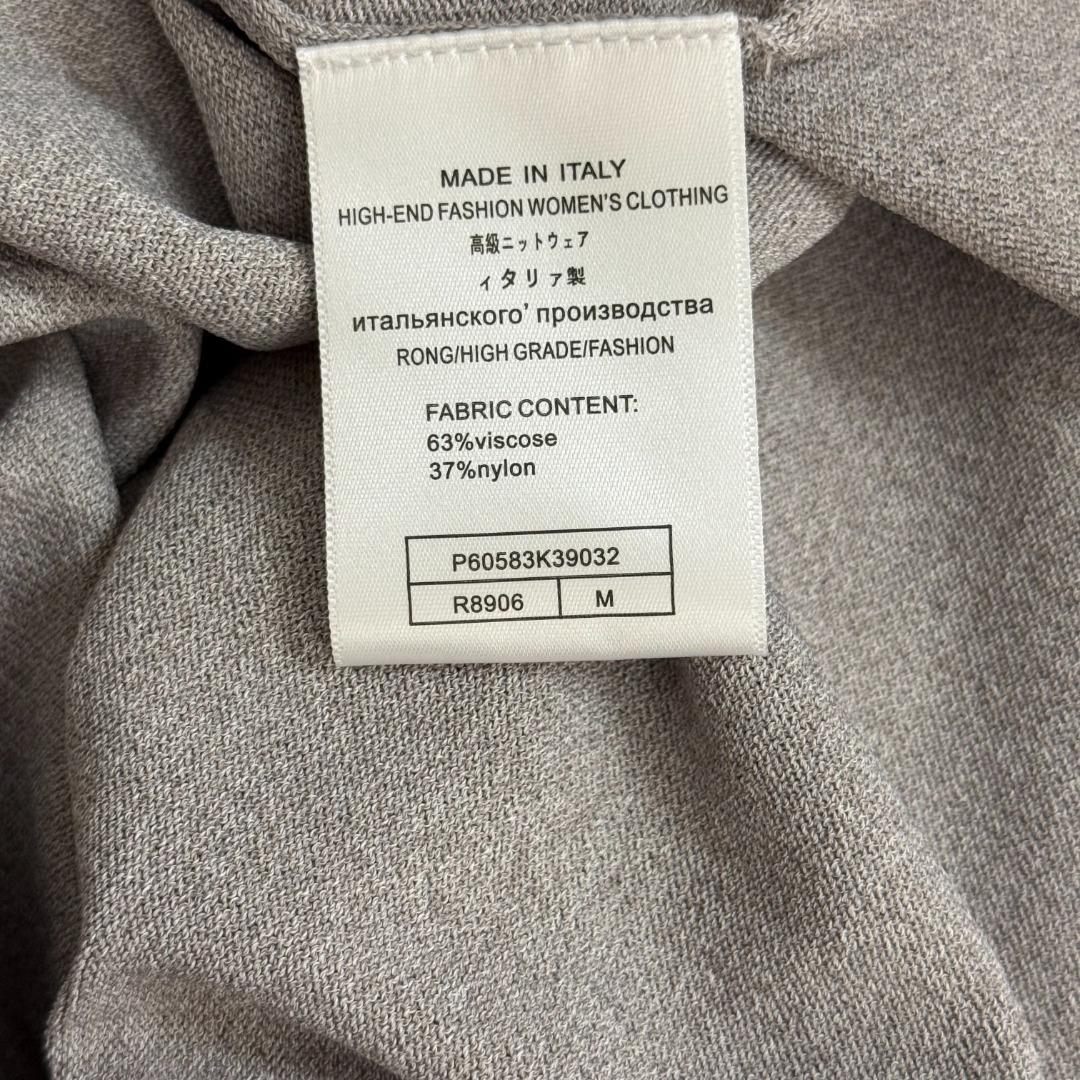 MADE IN ITALY
HIGH-END FASHION WOMEN'S CLOTHING
高級ニットウェア
ィタリァ製
итальянского' производства
RONG/HIGH GRADE/FASHION
FABRIC CONTENT:
63%viscose
37%nylon
P60583K39032
R8906 M